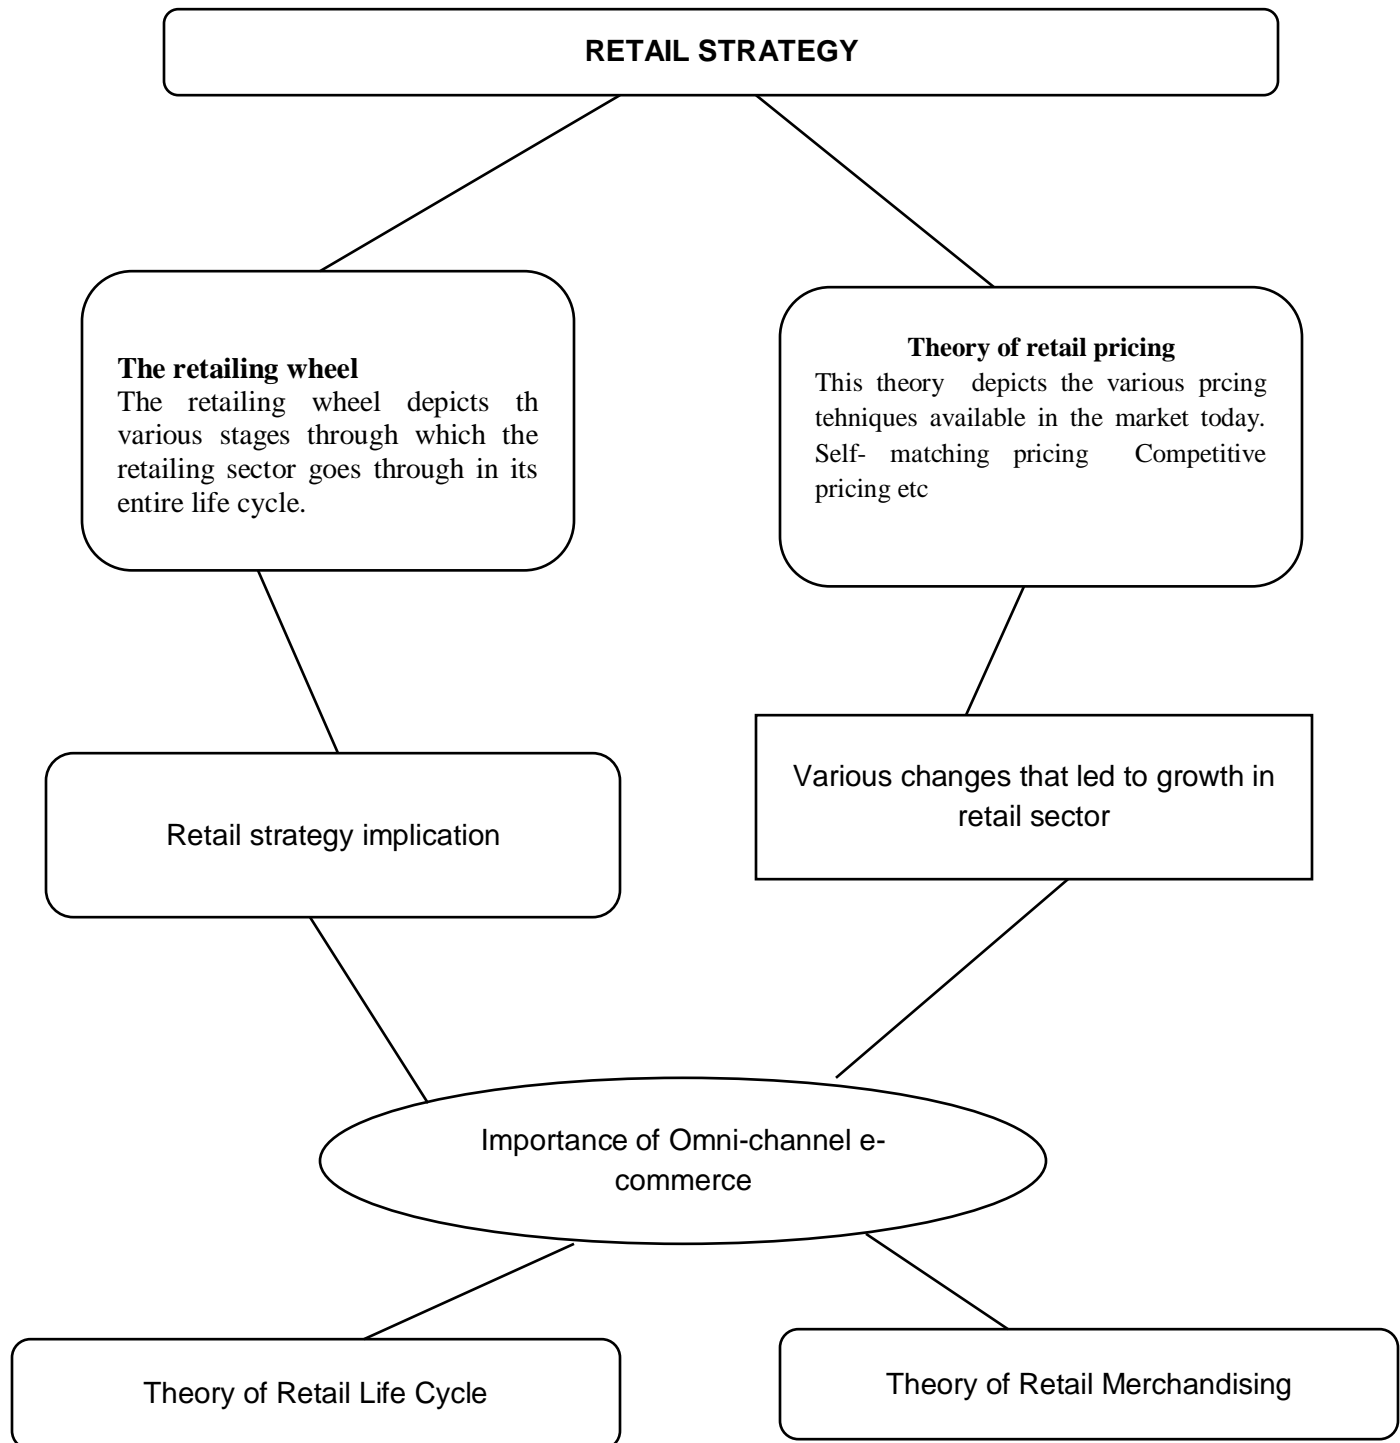 RETAIL STRATEGY
The retailing wheel
The retailing wheel depicts th
various stages through which the
retailing sector goes through in its
entire life cycle.
Theory of retail pricing
This theory depicts the various prcing
tehniques available in the market today.
Self- matching pricing Competitive
pricing etc
Retail strategy implication
Various changes that led to growth in
retail sector
Importance of Omni-channel e-
commerce
Theory of Retail Life Cycle
Theory of Retail Merchandising